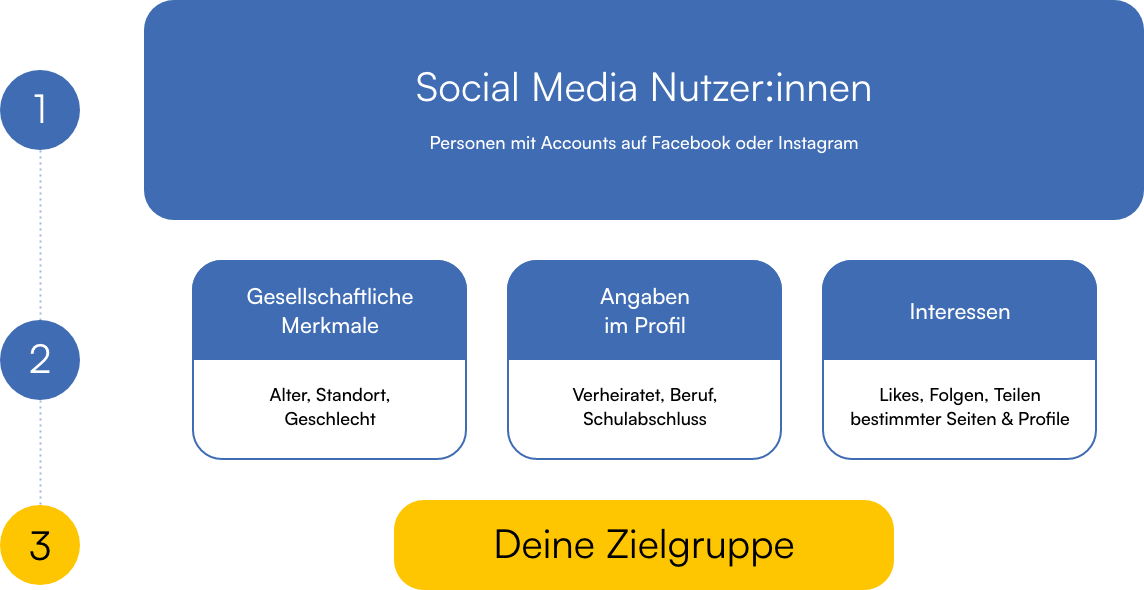 1
Social Media Nutzer:innen
Personen mit Accounts auf Facebook oder Instagram
2
Gesellschaftliche
Merkmale
Alter, Standort,
Geschlecht
Angaben
im Profil
Verheiratet, Beruf,
Schulabschluss
Interessen
Likes, Folgen, Teilen
bestimmter Seiten & Profile
3
Deine Zielgruppe